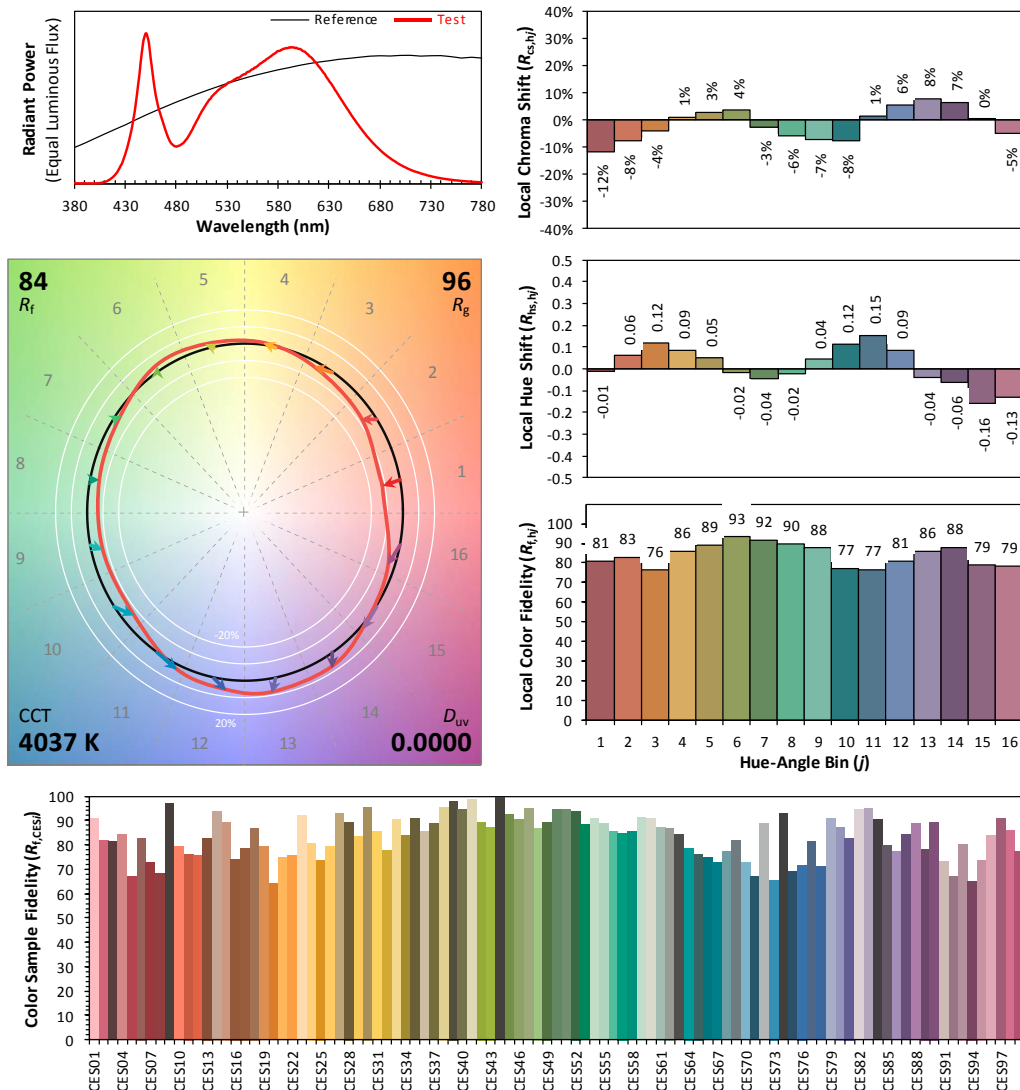 Reference Test
Radiant Power
(Equal Luminous Flux)
380 430 480 530 580 630 680 730 780
Wavelength (nm)
Local Chroma Shift (Rcs,hj)
40%
30%
20%
10%
0%
-10%
-20%
-30%
-40%
-12% -8% -4% 1% 3% 4% -3% -6% -7% -8% 1% 6% 8% 7% 0% -5%
84
Rf
96
Rg
5 4
6 3
7 2
8 1
9 16
10 15
11 14
12 13
-20%
20%
CCT
4037 K
Duv
0.0000
Local Hue Shift (Rhs,hj)
0.5
0.4
0.3
0.2
0.1
0.0
-0.1
-0.2
-0.3
-0.4
-0.5
-0.01 0.06 0.12 0.09 0.05 -0.02 -0.04 -0.02 0.04 0.12 0.15 0.09 -0.04 -0.06 -0.16 -0.13
Local Color Fidelity (Rf,hj)
100
90
80
70
60
50
40
30
20
10
0
81 83 76 86 89 93 92 90 88 77 77 81 86 88 79 79
1 2 3 4 5 6 7 8 9 10 11 12 13 14 15 16
Hue-Angle Bin (j)
Color Sample Fidelity (Rf,CESi)
100
90
80
70
60
50
40
30
20
10
0
CES01 CES04 CES07 CES10 CES13 CES16 CES19 CES22 CES25 CES28 CES31 CES34 CES37 CES40 CES43 CES46 CES49 CES52 CES55 CES58 CES61 CES64 CES67 CES70 CES73 CES76 CES79 CES82 CES85 CES88 CES91 CES94 CES97